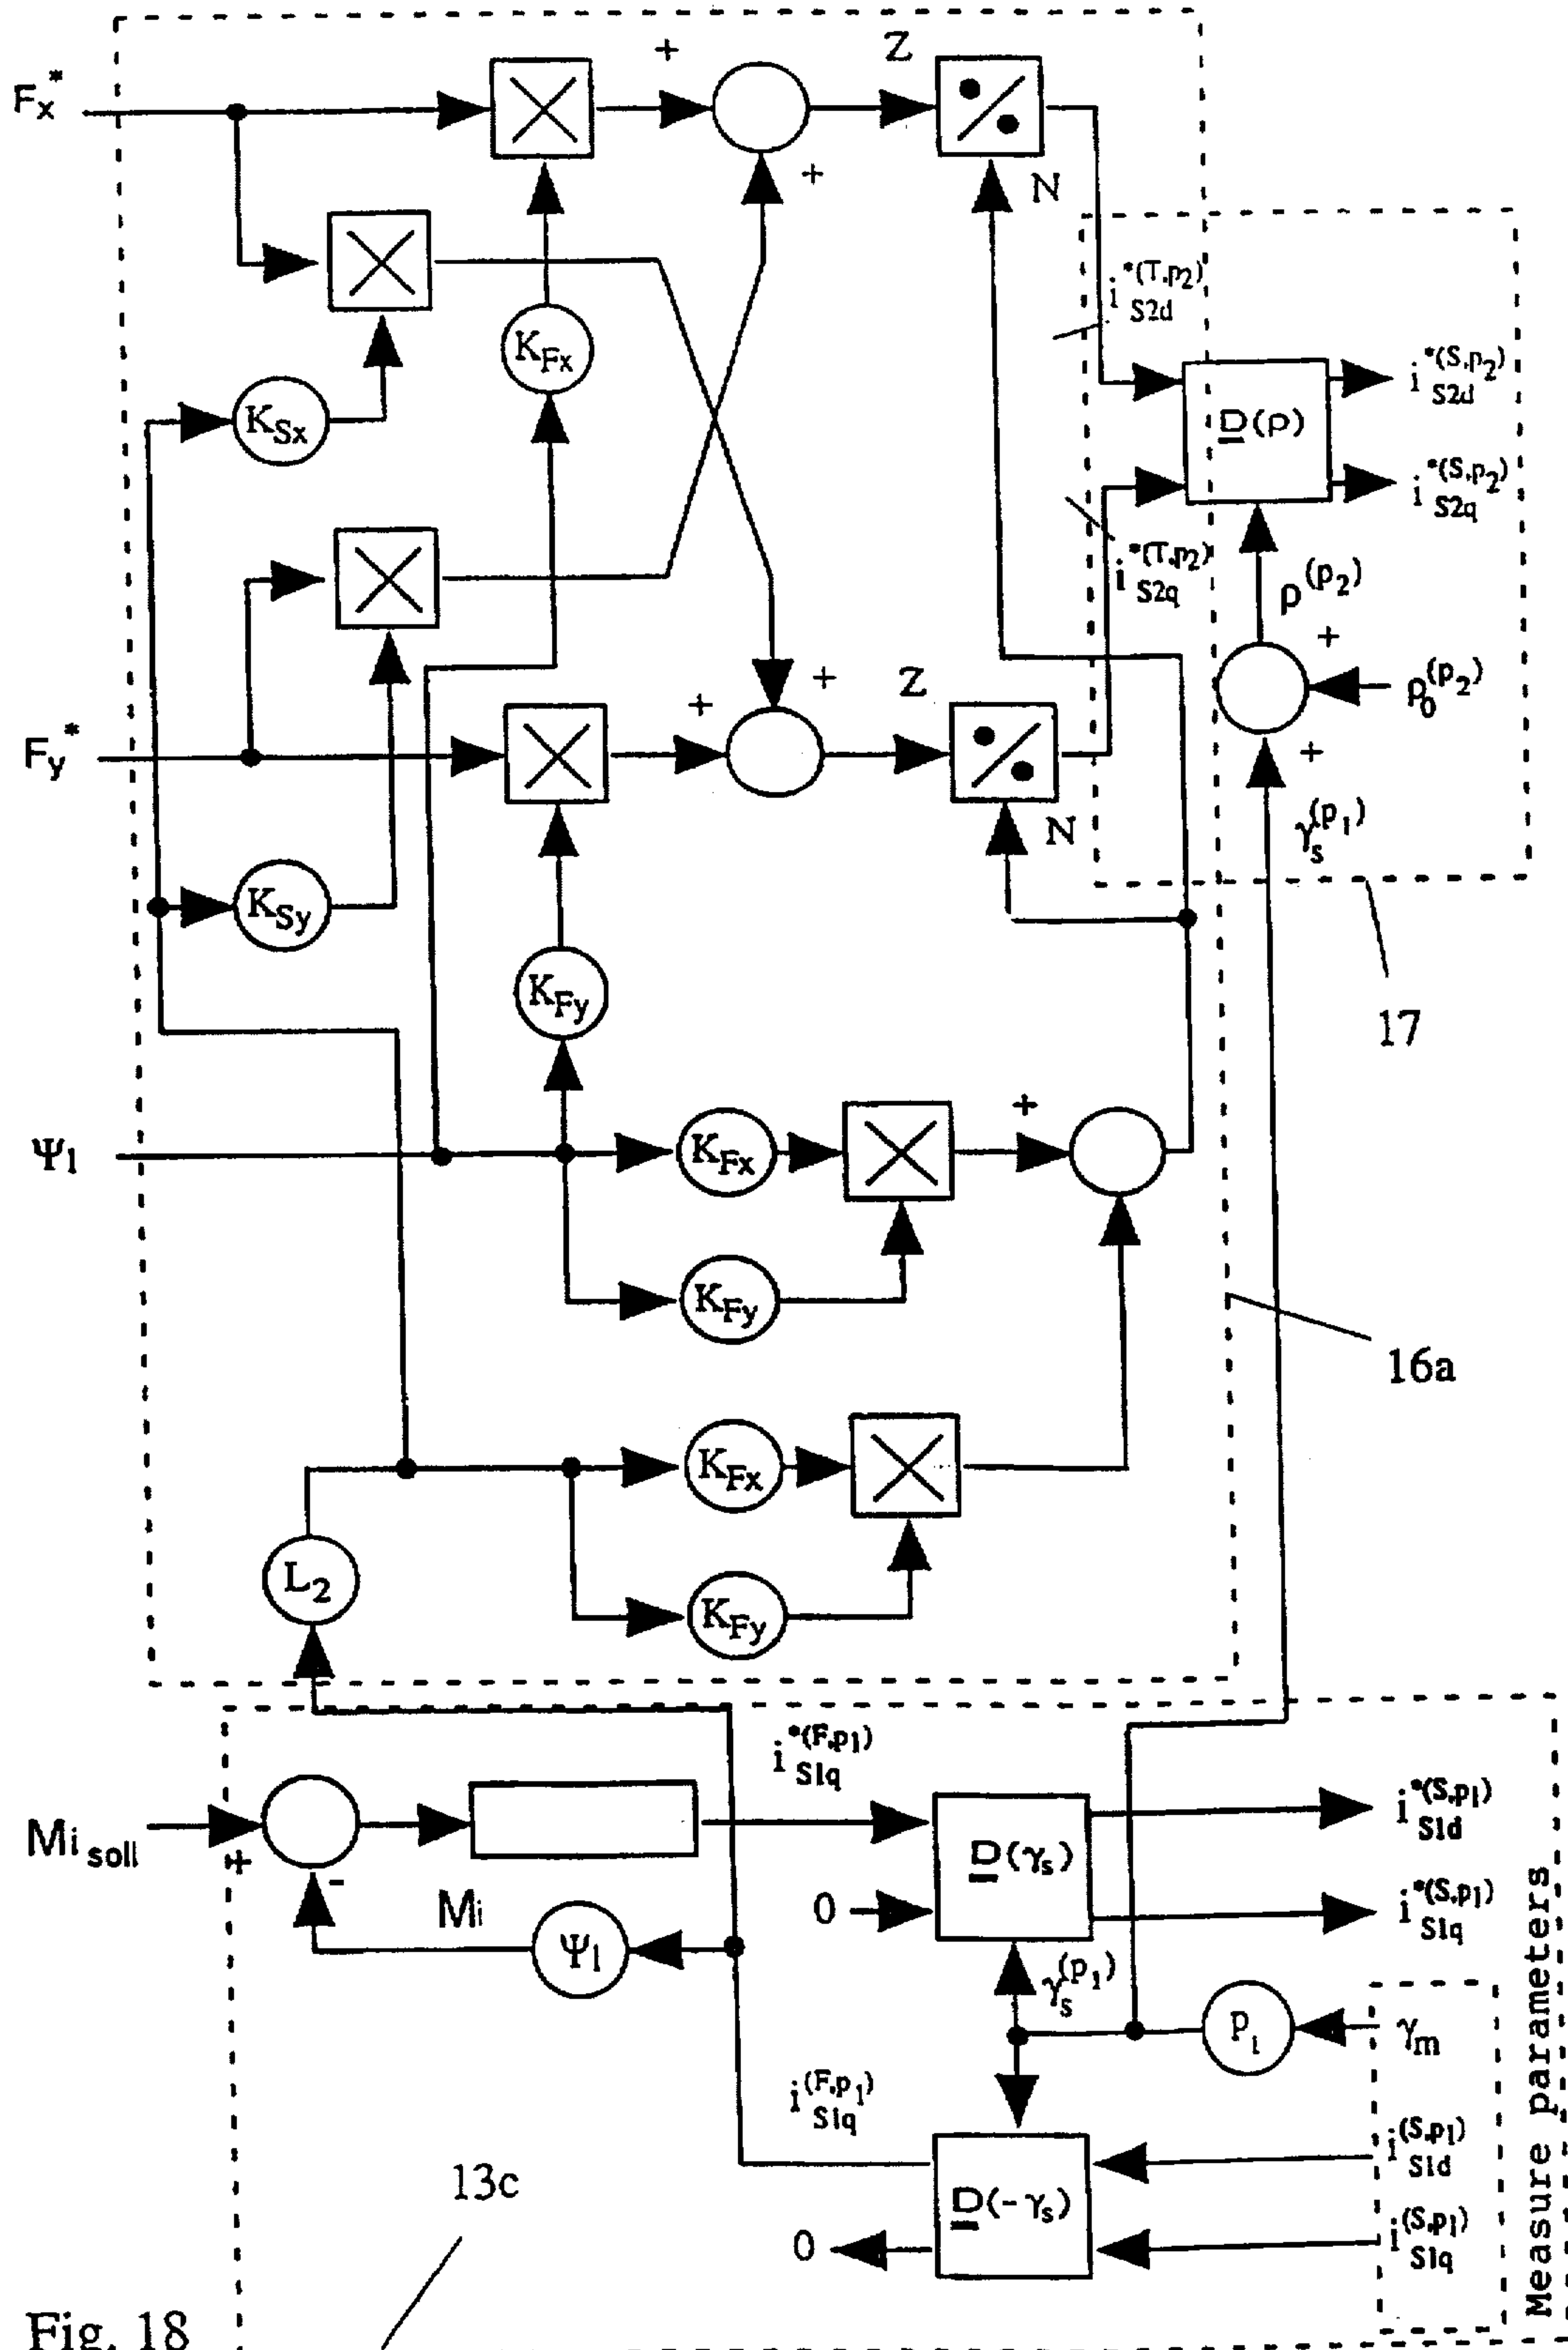 + Z
Fx*
+ N
i*(T,p2)S2d
KFx
i*(S,p2)S2d
KSx
D(ρ)
i*(S,p2)S2q
i*(T,p2)S2q
ρ(p2)
+
+ Z
ρ0(p2)
+
Fy*
+
N
γs(p1)
KSy
KFy
17
+
Ψ1
KFx
KFy
16a
KFx
L2
KFy
i*(F,p1)S1q
i*(S,p1)S1d
Mi soll
+
D(γs)
-
Mi
0
i*(S,p1)S1q
Ψ1
γs(p1)
P1
γm
i(F,p1)S1q
i(S,p1)S1d
13c
D(-γs)
0
i(S,p1)S1q
Measure parameters
Fig. 18